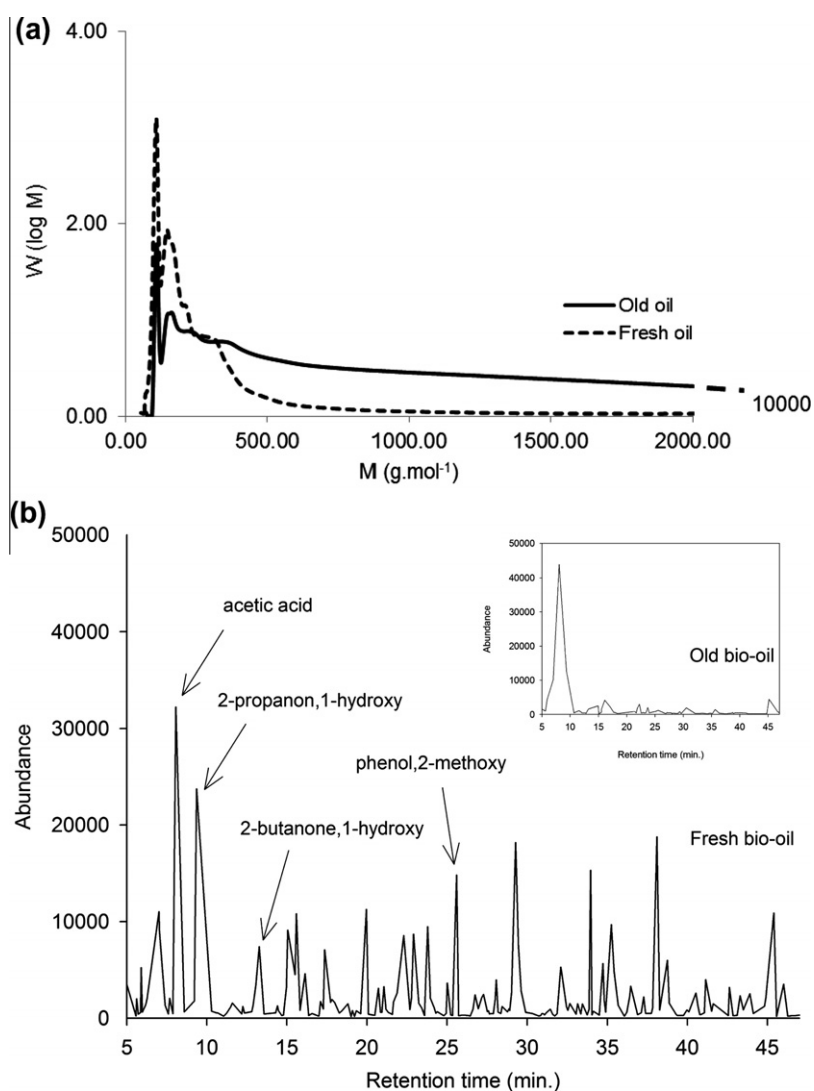 (a)
4.00
2.00
0.00
W (log M)
Old oil
Fresh oil
10000
0.00 500.00 1000.00 1500.00 2000.00
M (g.mol⁻¹)
(b)
50000
40000
30000
20000
10000
0
Abundance
acetic acid
2-propanon,1-hydroxy
2-butanone,1-hydroxy
phenol,2-methoxy
Fresh bio-oil
5 10 15 20 25 30 35 40 45
Retention time (min.)
50000
40000
30000
20000
10000
0
Abundance
Old bio-oil
5 10 15 20 25 30 35 40 45
Retention time (min.)